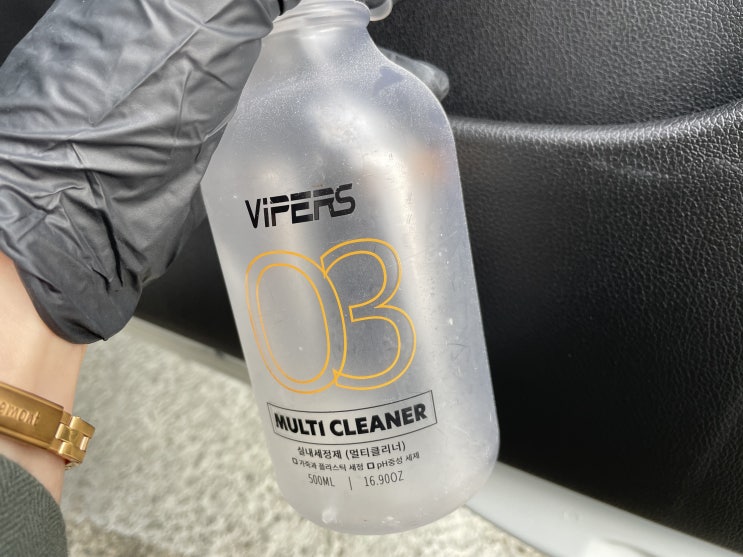 ViPERS
03
MULTI CLEANER
실내세정제 (멀티클리너)
가죽과 플라스틱 세정 pH중성 세제
500ML | 16.90OZ